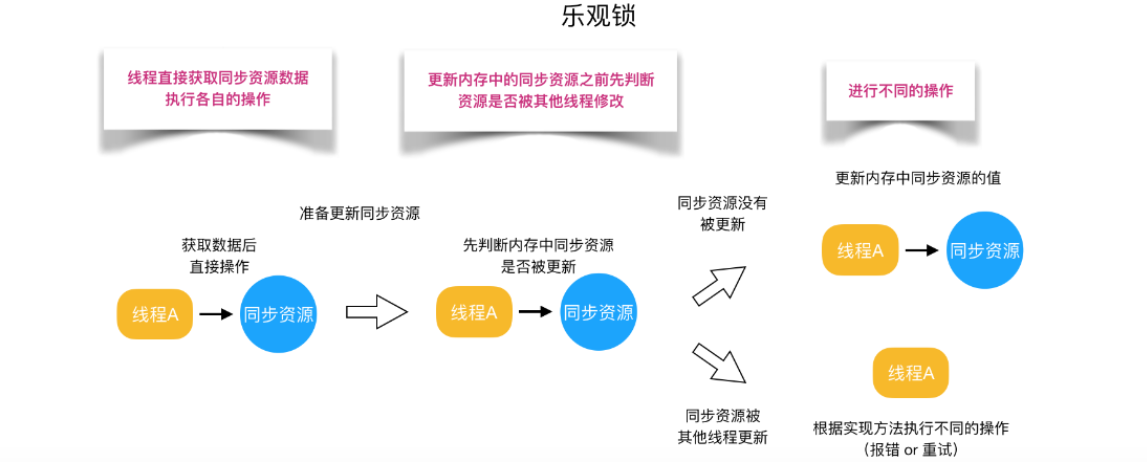 乐观锁
线程直接获取同步资源数据
执行各自的操作
更新内存中的同步资源之前先判断
资源是否被其他线程修改
进行不同的操作
准备更新同步资源
获取数据后
直接操作
线程A
同步资源
先判断内存中同步资源
是否被更新
线程A
同步资源
同步资源没有
被更新
更新内存中同步资源的值
线程A
同步资源
同步资源被
其他线程更新
线程A
根据实现方法执行不同的操作
（报错 or 重试）